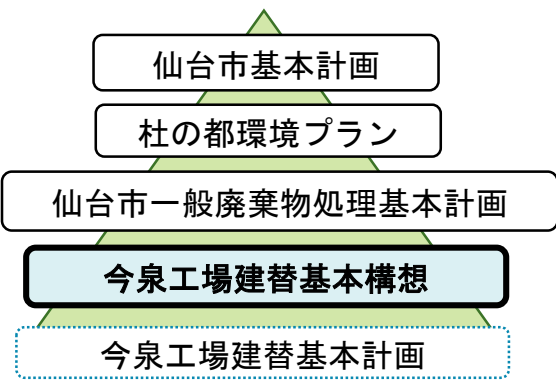 仙台市基本計画
杜の都環境プラン
仙台市一般廃棄物処理基本計画
今泉工場建替基本構想
今泉工場建替基本計画